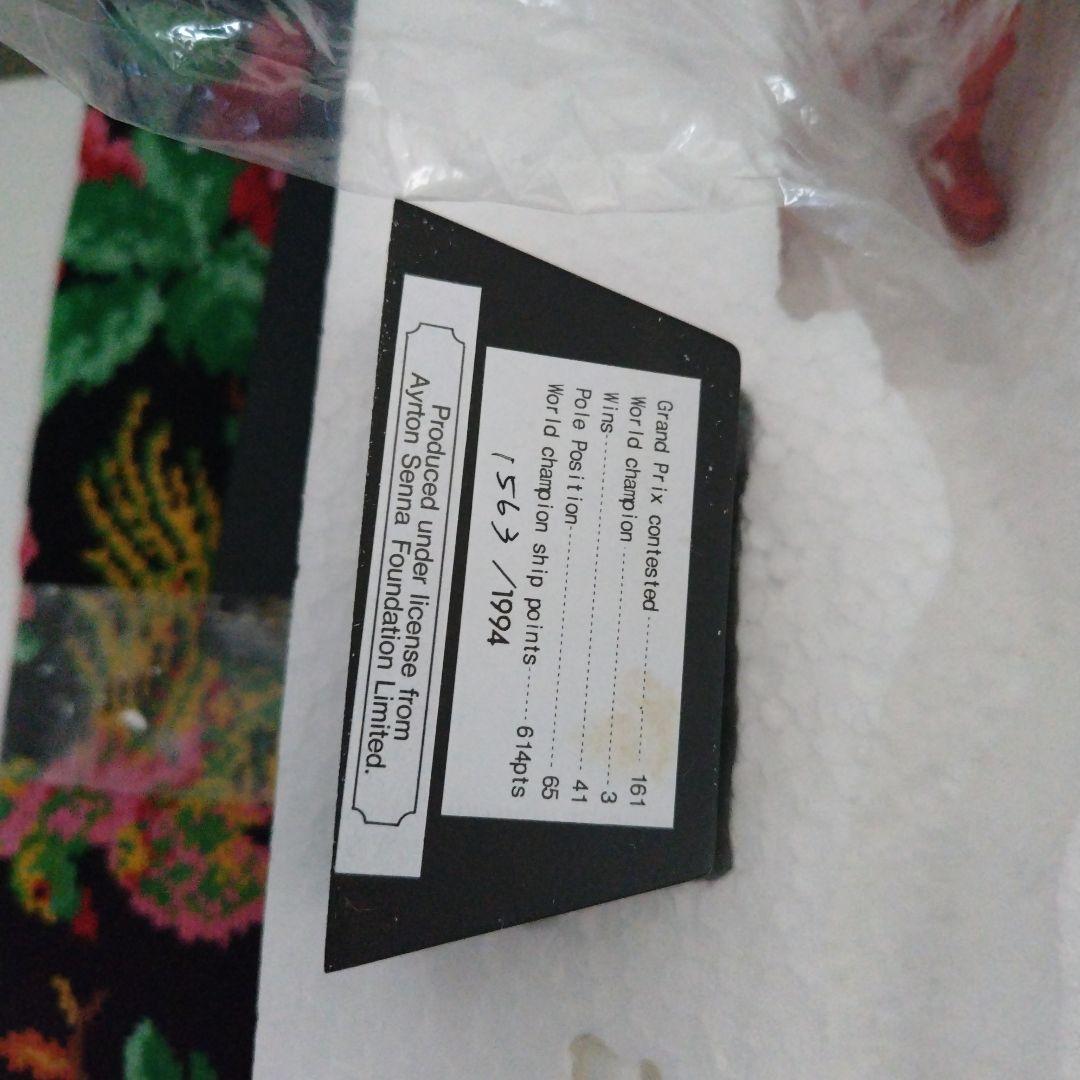 Grand Prix contested ........... 161
World champion ........................ 3
Wins ................................... 41
Pole Position ......................... 65
World champion ship points ....... 614pts
1563/1994
Produced under license from
Ayrton Senna Foundation Limited.